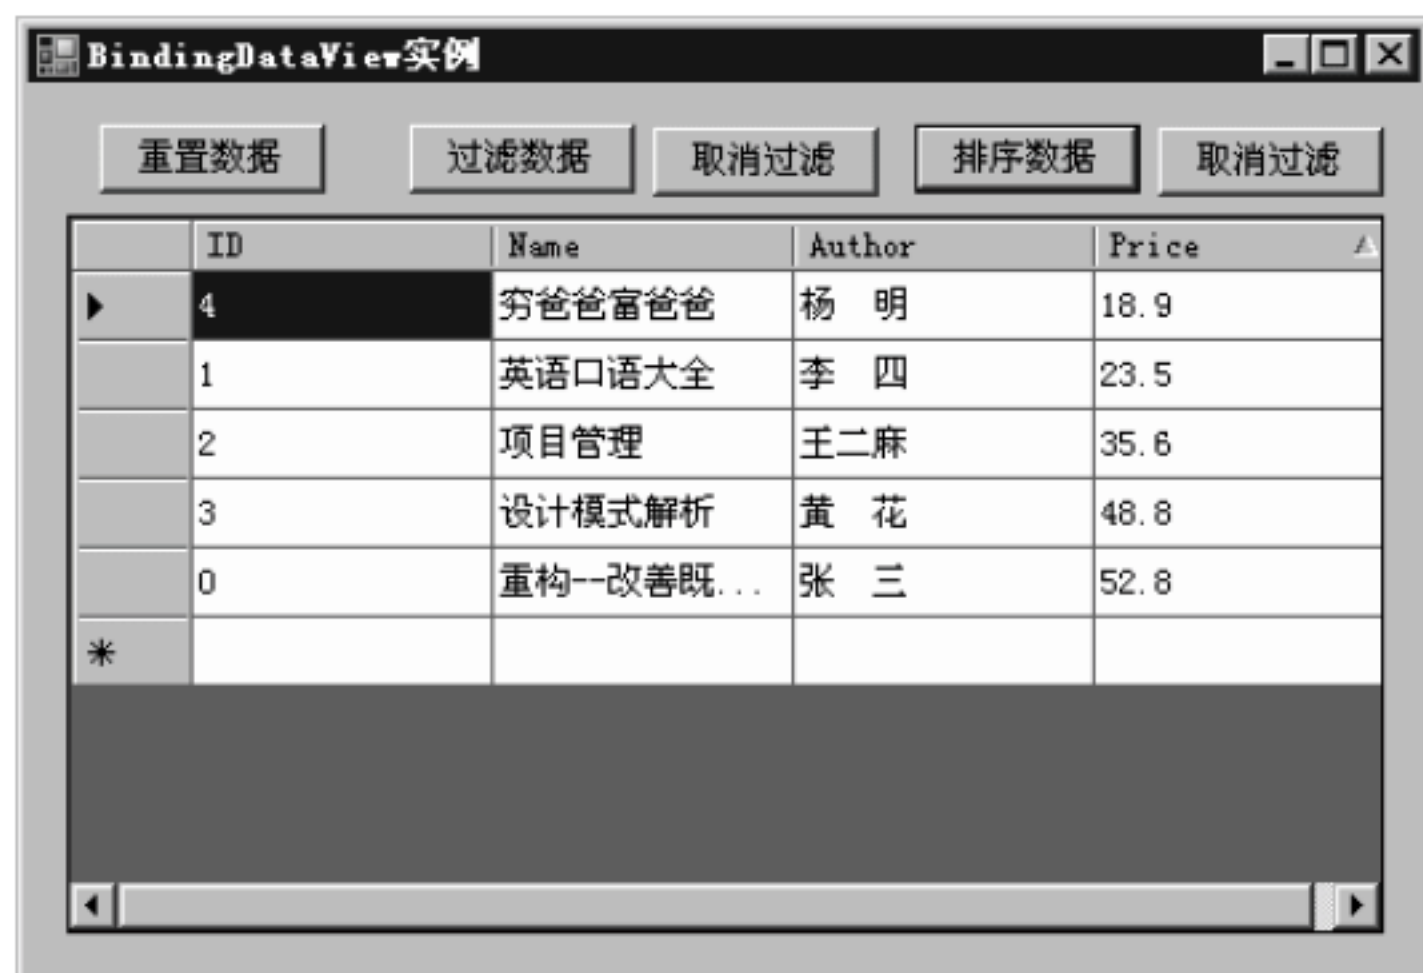 BindingDataView实例
重置数据 过滤数据 取消过滤 排序数据 取消过滤
ID Name Author Price
4 穷爸爸富爸爸 杨 明 18.9
1 英语口语大全 李 四 23.5
2 项目管理 王二麻 35.6
3 设计模式解析 黄 花 48.8
0 重构--改善既... 张 三 52.8
*